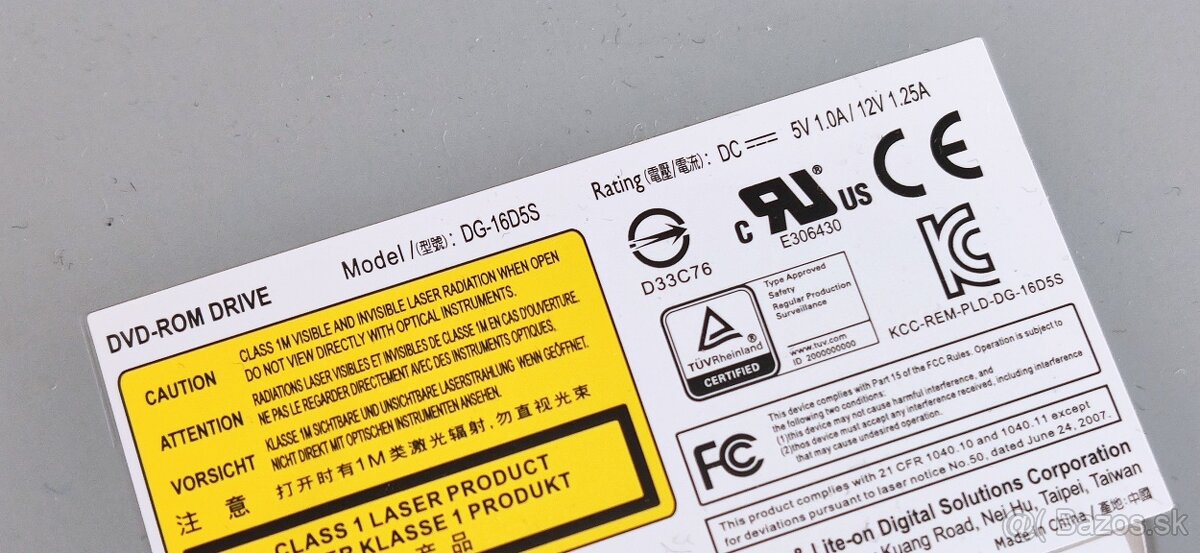 DVD-ROM DRIVE
Model /(型號): DG-16D5S
Rating(電壓/電流): DC 5V 1.0A / 12V 1.25A
CAUTION
CLASS 1M VISIBLE AND INVISIBLE LASER RADIATION WHEN OPEN
DO NOT VIEW DIRECTLY WITH OPTICAL INSTRUMENTS.
ATTENTION
RADIATIONS LASER VISIBLES ET INVISIBLES DE CLASSE 1M EN CAS D'OUVERTURE.
NE PAS LE REGARDER DIRECTEMENT AVEC DES INSTRUMENTS OPTIQUES.
VORSICHT
KLASSE 1M SICHTBARE UND UNSICHTBARE LASERSTRAHLUNG WENN GEÖFFNET.
NICHT DIREKT MIT OPTISCHEN INSTRUMENTEN ANSEHEN.
注意
打开时有1M类激光辐射,勿直视光束
CLASS 1 LASER PRODUCT
ER KLASSE 1 PRODUKT
产品
D33C76
C RU® US
E306430
CE
TÜVRheinland®
CERTIFIED
Type Approved
Safety
Regular Production
Surveillance
www.tuv.com
ID 2000000000
KC
KCC-REM-PLD-DG-16D5S
FC
This device complies with Part 15 of the FCC Rules. Operation is subject to
the following two conditions:
(1)this device may not cause harmful interference, and
(2)thos device must accept any interference received, including interference
that may cause undesired operation.
This product complies with 21 CFR 1040.10 and 1040.11 except
for deviations pursuant to laser notice No.50, dated June 24, 2007.
& Lite-on Digital Solutions Corporation
Kuang Road, Nei Hu, Taipei, Taiwan
Made in China / 產地: 中國
Bazos.sk